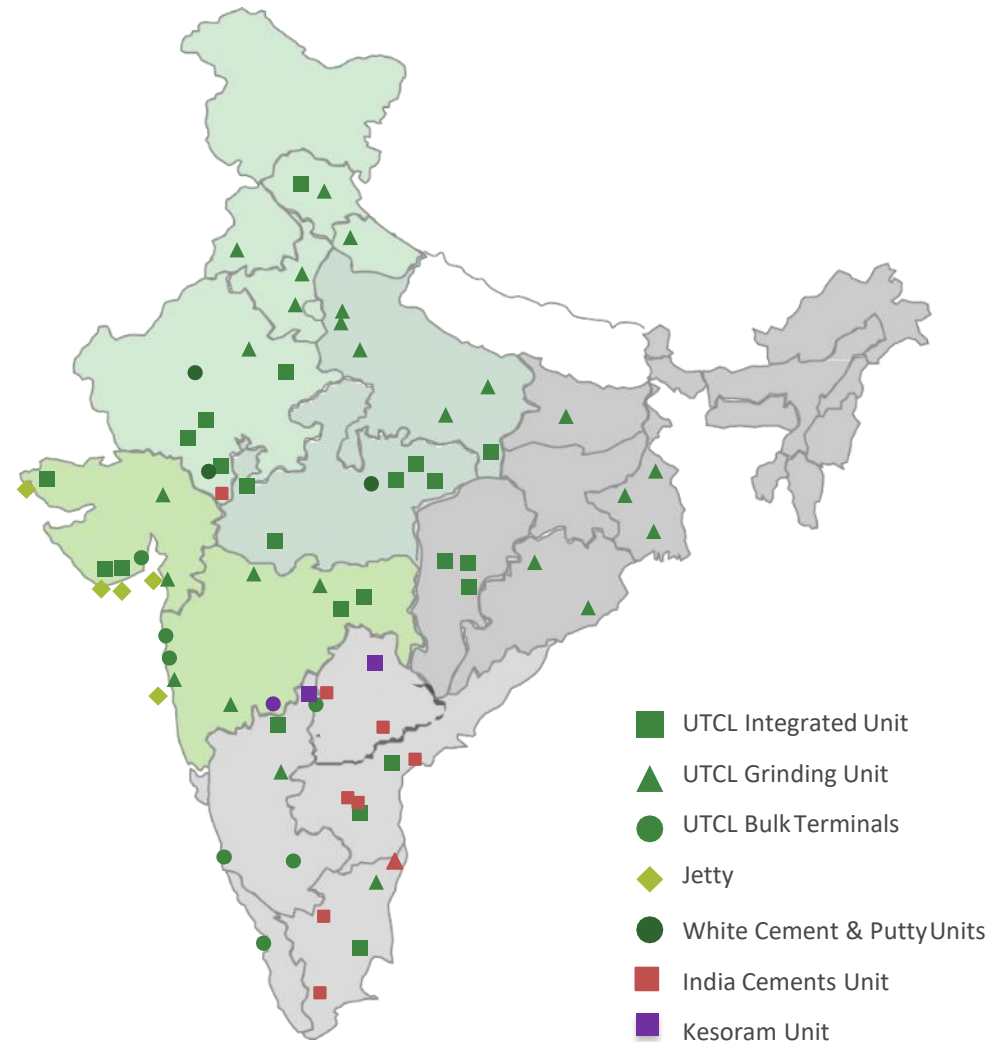 UTCL Integrated Unit
UTCL Grinding Unit
UTCL Bulk Terminals
Jetty
White Cement & Putty Units
India Cements Unit
Kesoram Unit